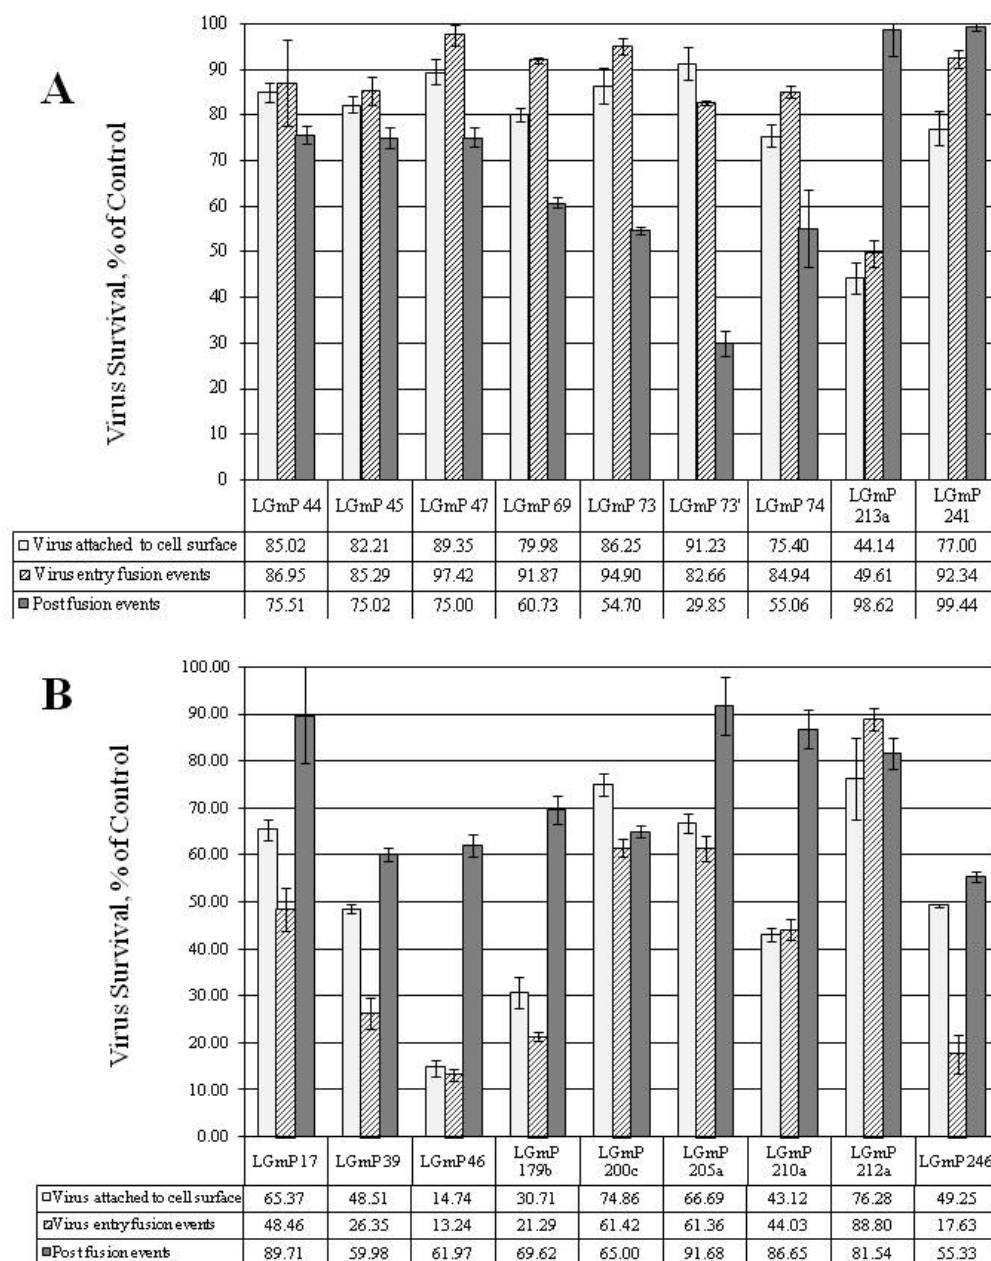 A
Virus Survival, % of Control
100
90
80
70
60
50
40
30
20
10
0
LGmP 44 LGmP 45 LGmP 47 LGmP 69 LGmP 73 LGmP 73' LGmP 74 LGmP 213a LGmP 241
Virus attached to cell surface 85.02 82.21 89.35 79.98 86.25 91.23 75.40 44.14 77.00
Virus entry fusion events 86.95 85.29 97.42 91.87 94.90 82.66 84.94 49.61 92.34
Post fusion events 75.51 75.02 75.00 60.73 54.70 29.85 55.06 98.62 99.44
B
Virus Survival, % of Control
100.00
90.00
80.00
70.00
60.00
50.00
40.00
30.00
20.00
10.00
0.00
LGmP 17 LGmP 39 LGmP 46 LGmP 179b LGmP 200c LGmP 205a LGmP 210a LGmP 212a LGmP 246
Virus attached to cell surface 65.37 48.51 14.74 30.71 74.86 66.69 43.12 76.28 49.25
Virus entry fusion events 48.46 26.35 13.24 21.29 61.42 61.36 44.03 88.80 17.63
Post fusion events 89.71 59.98 61.97 69.62 65.00 91.68 86.65 81.54 55.33